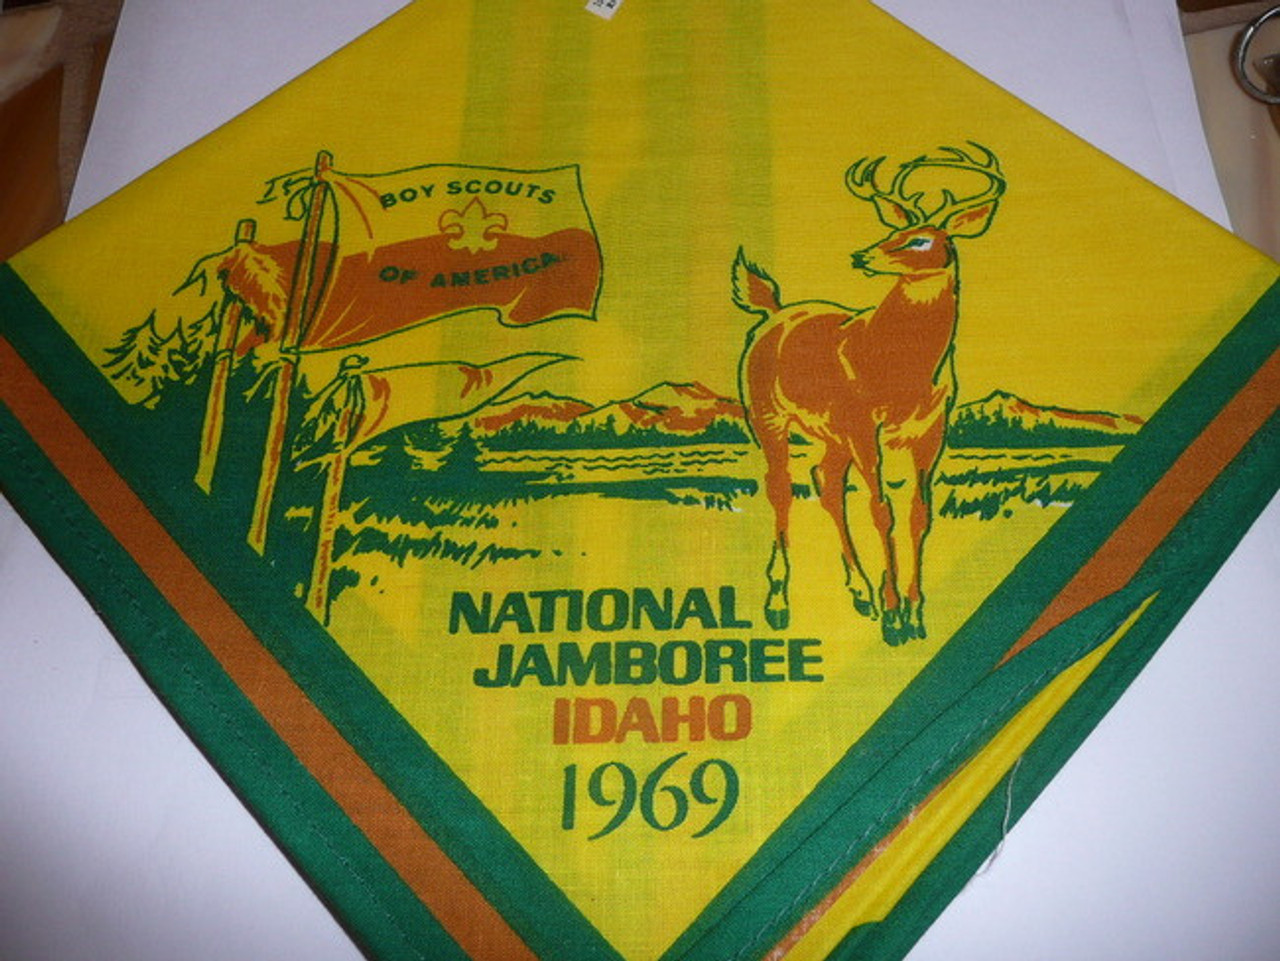 BOY SCOUTS
OF AMERICA
NATIONAL
JAMBOREE
IDAHO
1969